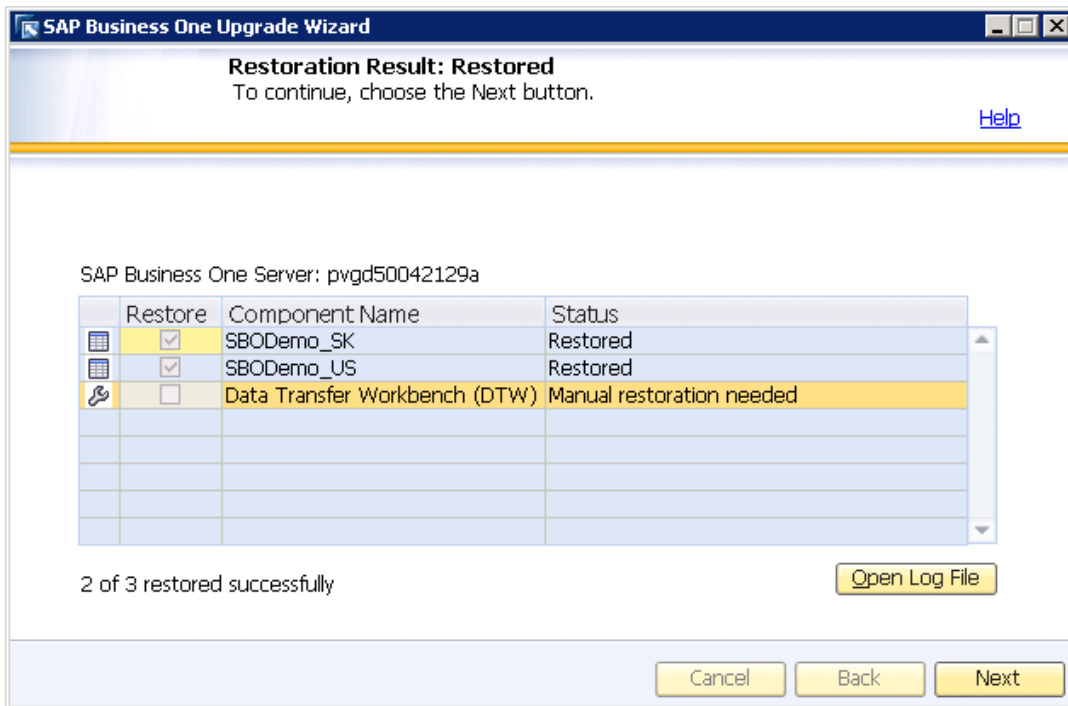 SAP Business One Upgrade Wizard
Restoration Result: Restored
To continue, choose the Next button.
Help
SAP Business One Server: pvgd50042129a
Restore Component Name Status
SBODemo_SK Restored
SBODemo_US Restored
Data Transfer Workbench (DTW) Manual restoration needed
2 of 3 restored successfully
Open Log File
Cancel Back Next